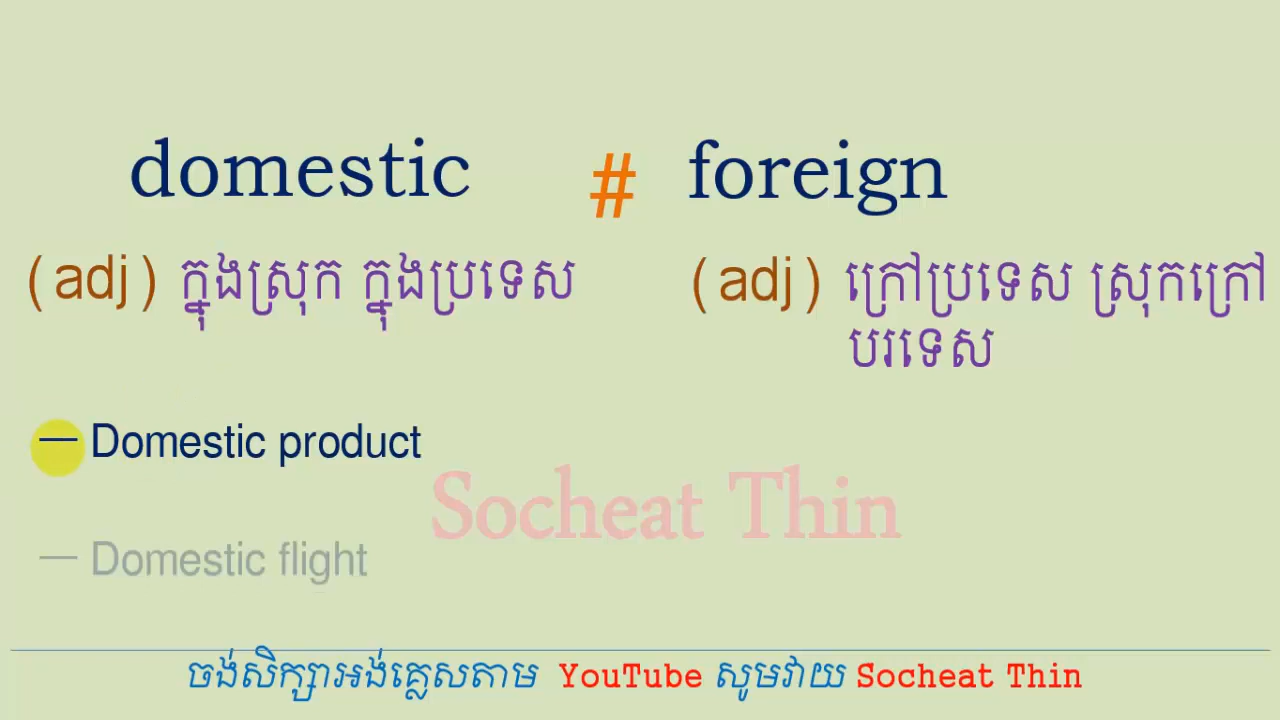 domestic # foreign
(adj) ក្នុងស្រុក ក្នុងប្រទេស (adj) ក្រៅប្រទេស ស្រុកក្រៅ
បរទេស
— Domestic product
Socheat Thin
— Domestic flight
ចង់សិក្សាអង់គ្លេសតាម YouTube សូមវាយ Socheat Thin